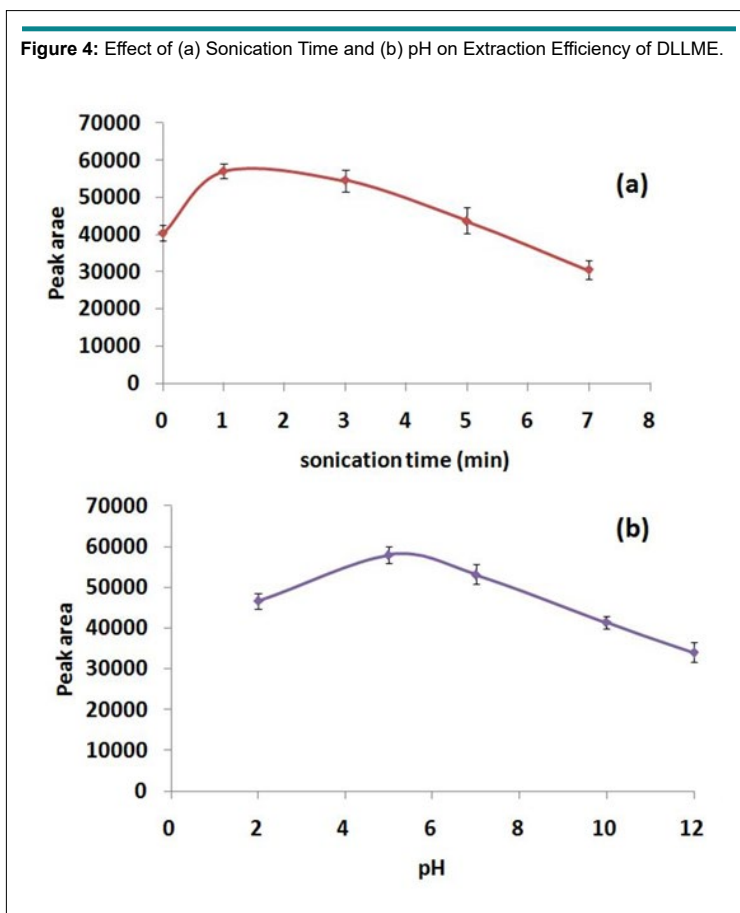 Figure 4: Effect of (a) Sonication Time and (b) pH on Extraction Efficiency of DLLME.
70000
60000
50000
40000
30000
20000
10000
0
Peak arae
(a)
0 1 2 3 4 5 6 7 8
sonication time (min)
70000
60000
50000
40000
30000
20000
10000
0
Peak area
(b)
0 2 4 6 8 10 12
pH